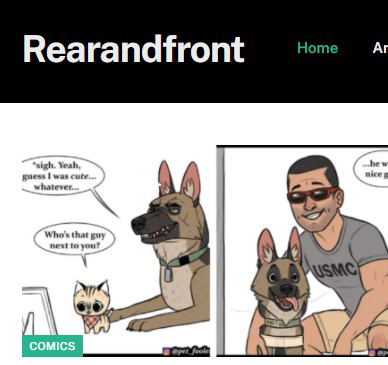 Rearandfront
Home
"sigh. Yeah,
guess I was cute...
whatever...
Who's that guy
next to you?
...he w
nice g
USMC
COMICS
@pet_foole
@pet_